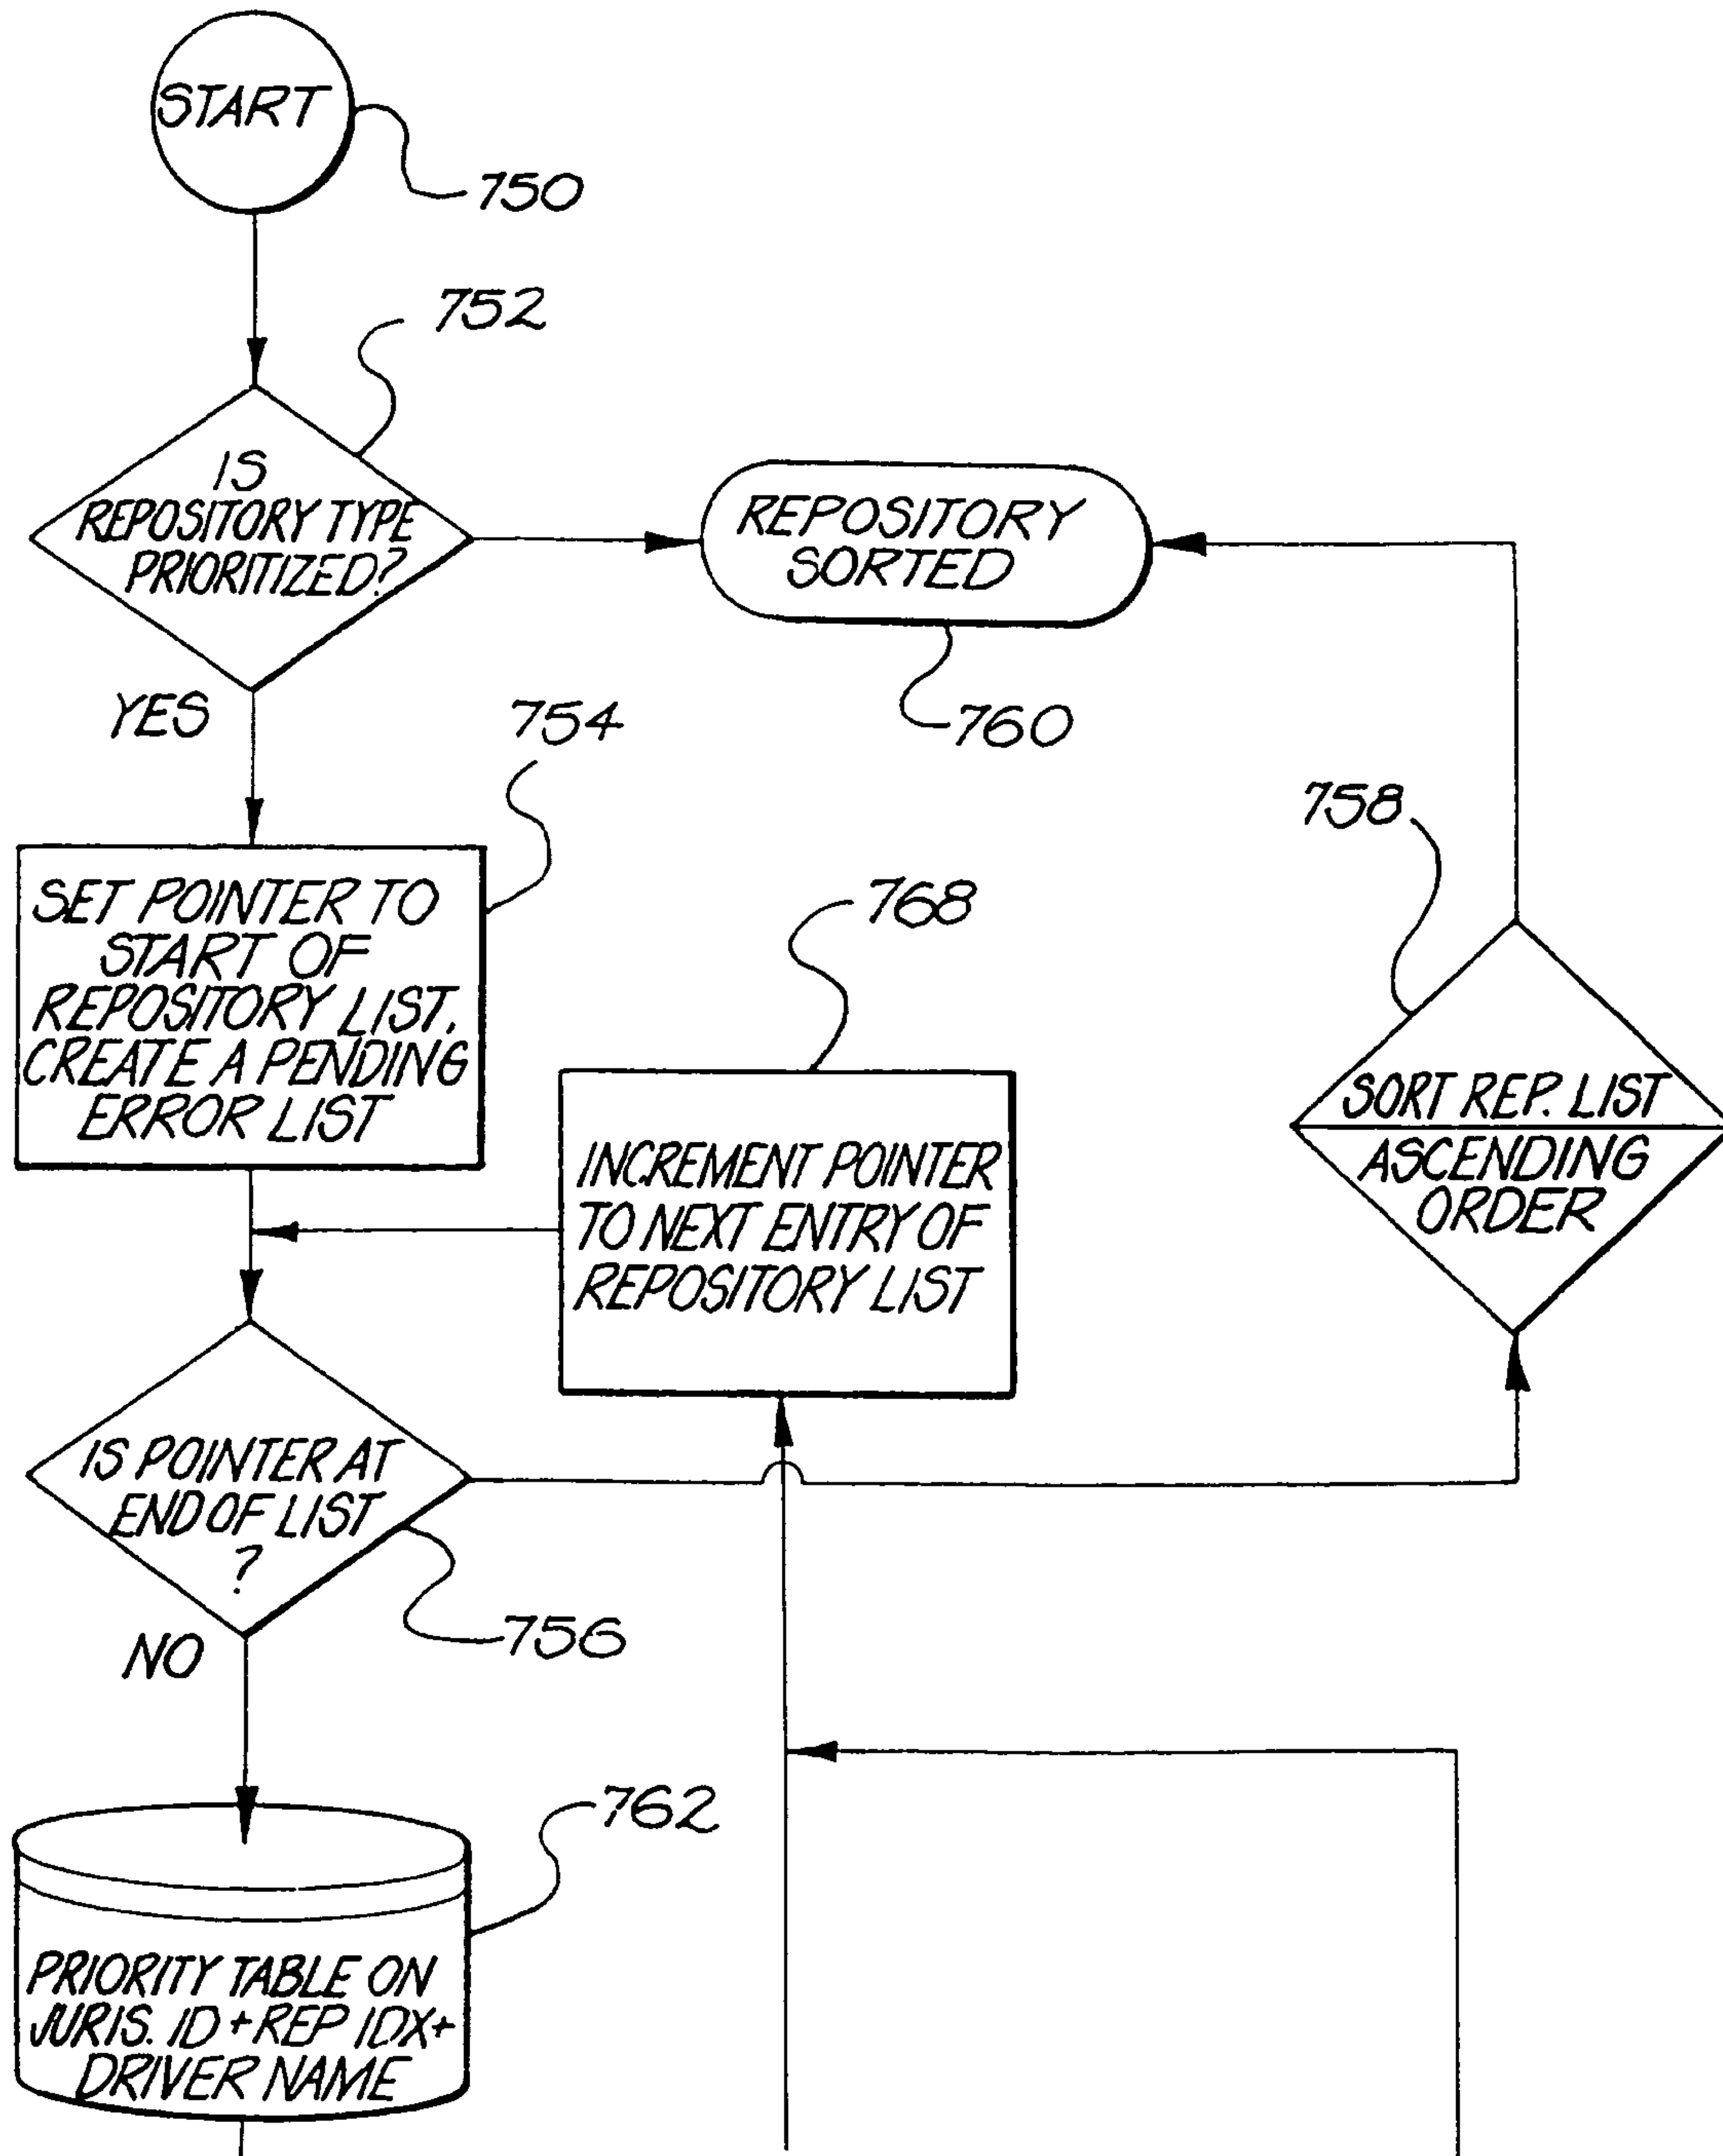 START
750
752
IS
REPOSITORY TYPE
PRIORITIZED?
REPOSITORY
SORTED
760
YES
754
SET POINTER TO
START OF
REPOSITORY LIST,
CREATE A PENDING
ERROR LIST
768
INCREMENT POINTER
TO NEXT ENTRY OF
REPOSITORY LIST
758
SORT REP. LIST
ASCENDING
ORDER
IS POINTER AT
END OF LIST
?
756
NO
762
PRIORITY TABLE ON
JURIS. ID + REP IDX +
DRIVER NAME